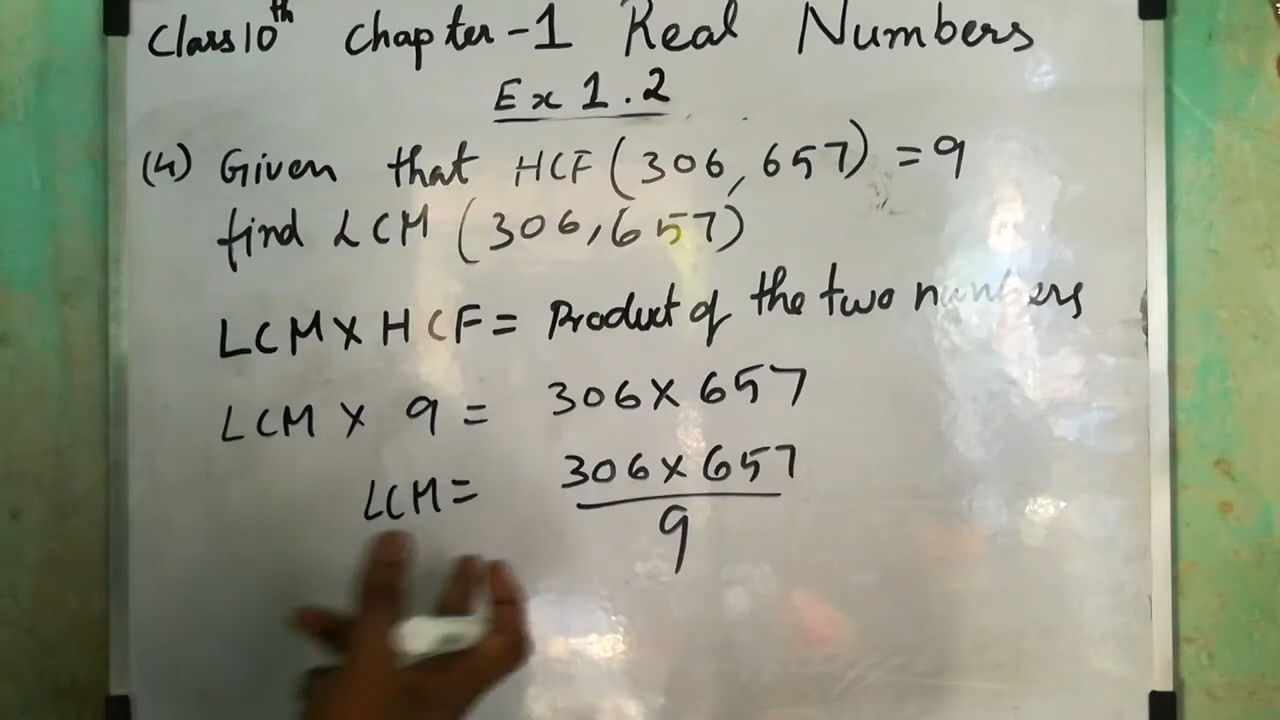 Class 10th Chapter-1 Real Numbers
Ex 1.2
(4) Given that HCF (306, 657) = 9
find LCM (306, 657)
LCM X HCF = Product of the two numbers
LCM X 9 = 306 X 657
LCM = 306 X 657
9